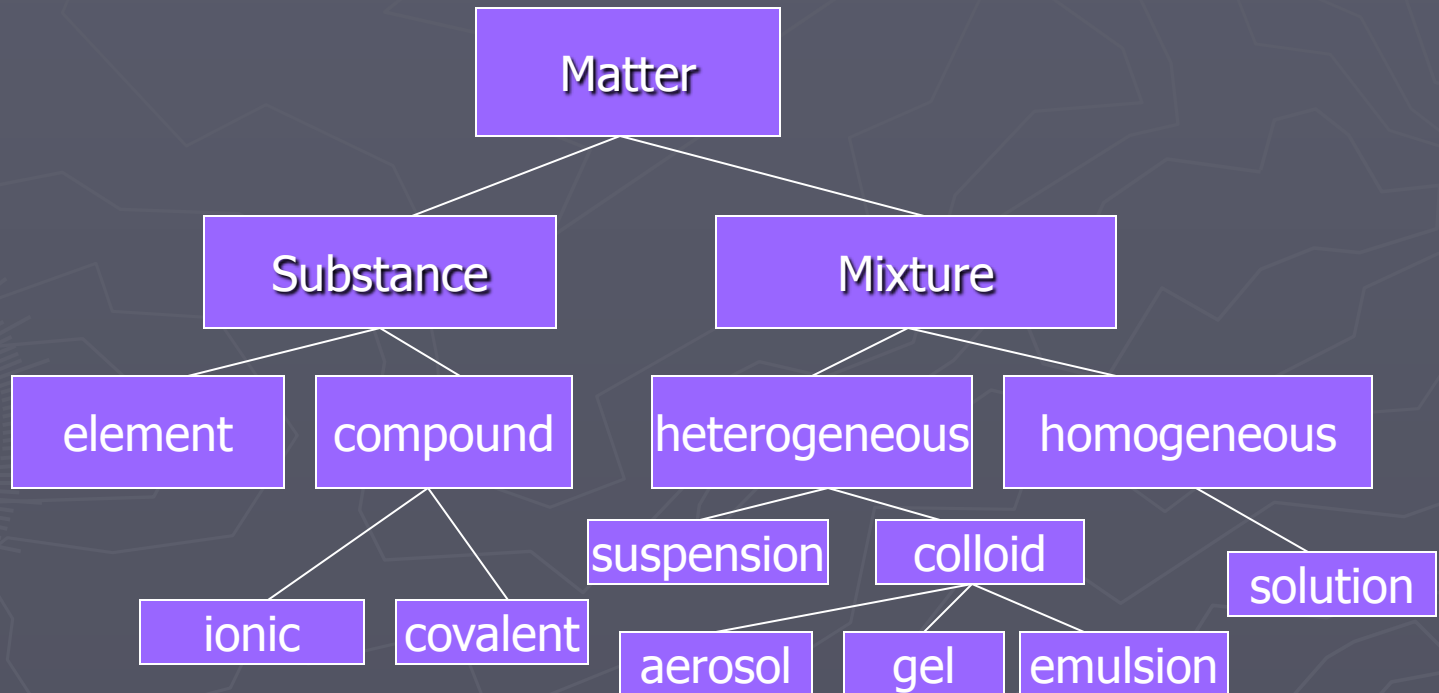 Matter
Substance
Mixture
element
compound
heterogeneous
homogeneous
suspension
colloid
solution
ionic
covalent
aerosol
gel
emulsion